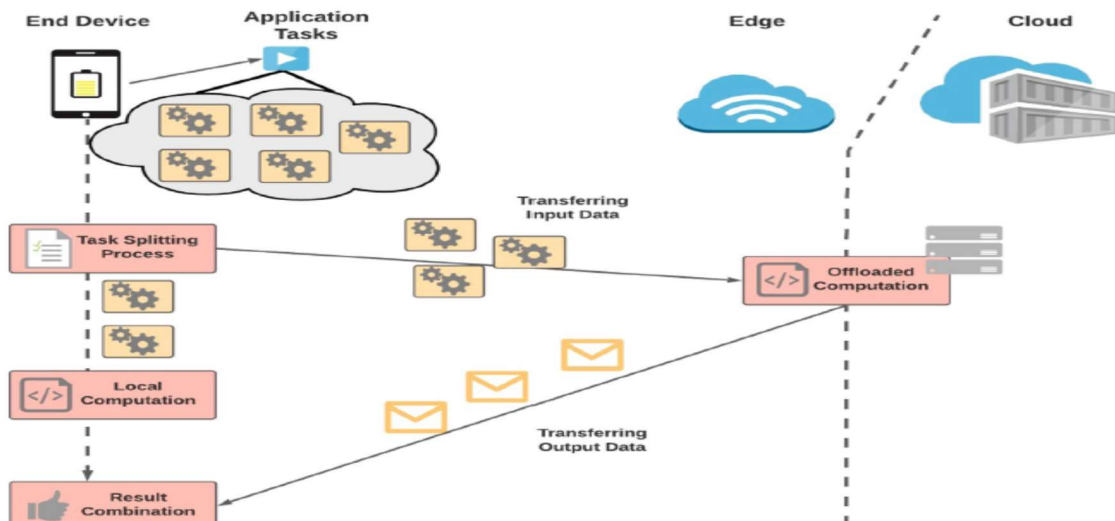 End Device
Application
Tasks
Edge
Cloud
Transferring
Input Data
Task Splitting
Process
</>
Offloaded
Computation
</>
Local
Computation
Transferring
Output Data
Result
Combination